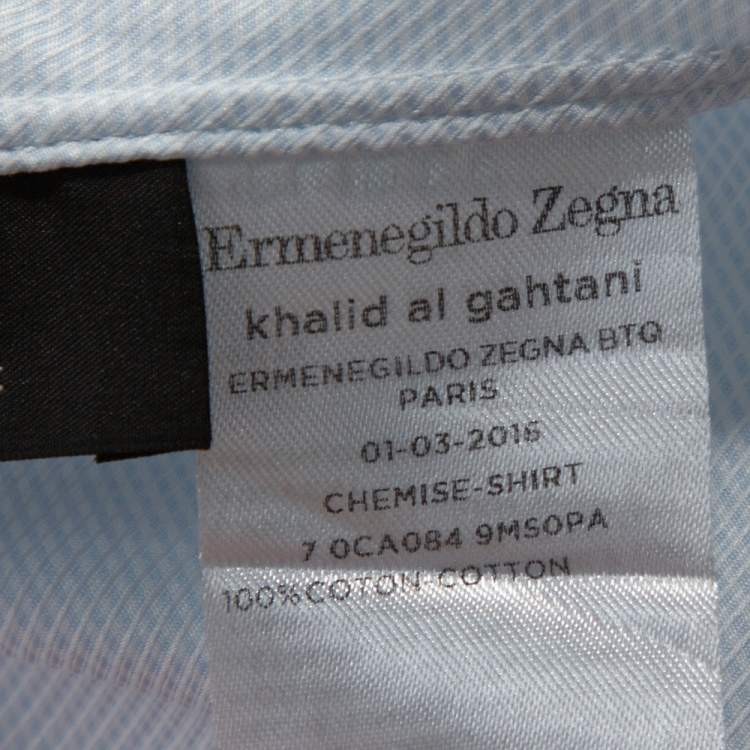 Ermenegildo Zegna
khalid al gahtani
ERMENEGILDO ZEGNA BTQ
PARIS
01-03-2016
CHEMISE-SHIRT
7 0CA084 9MS0PA
100%COTON-COTTON